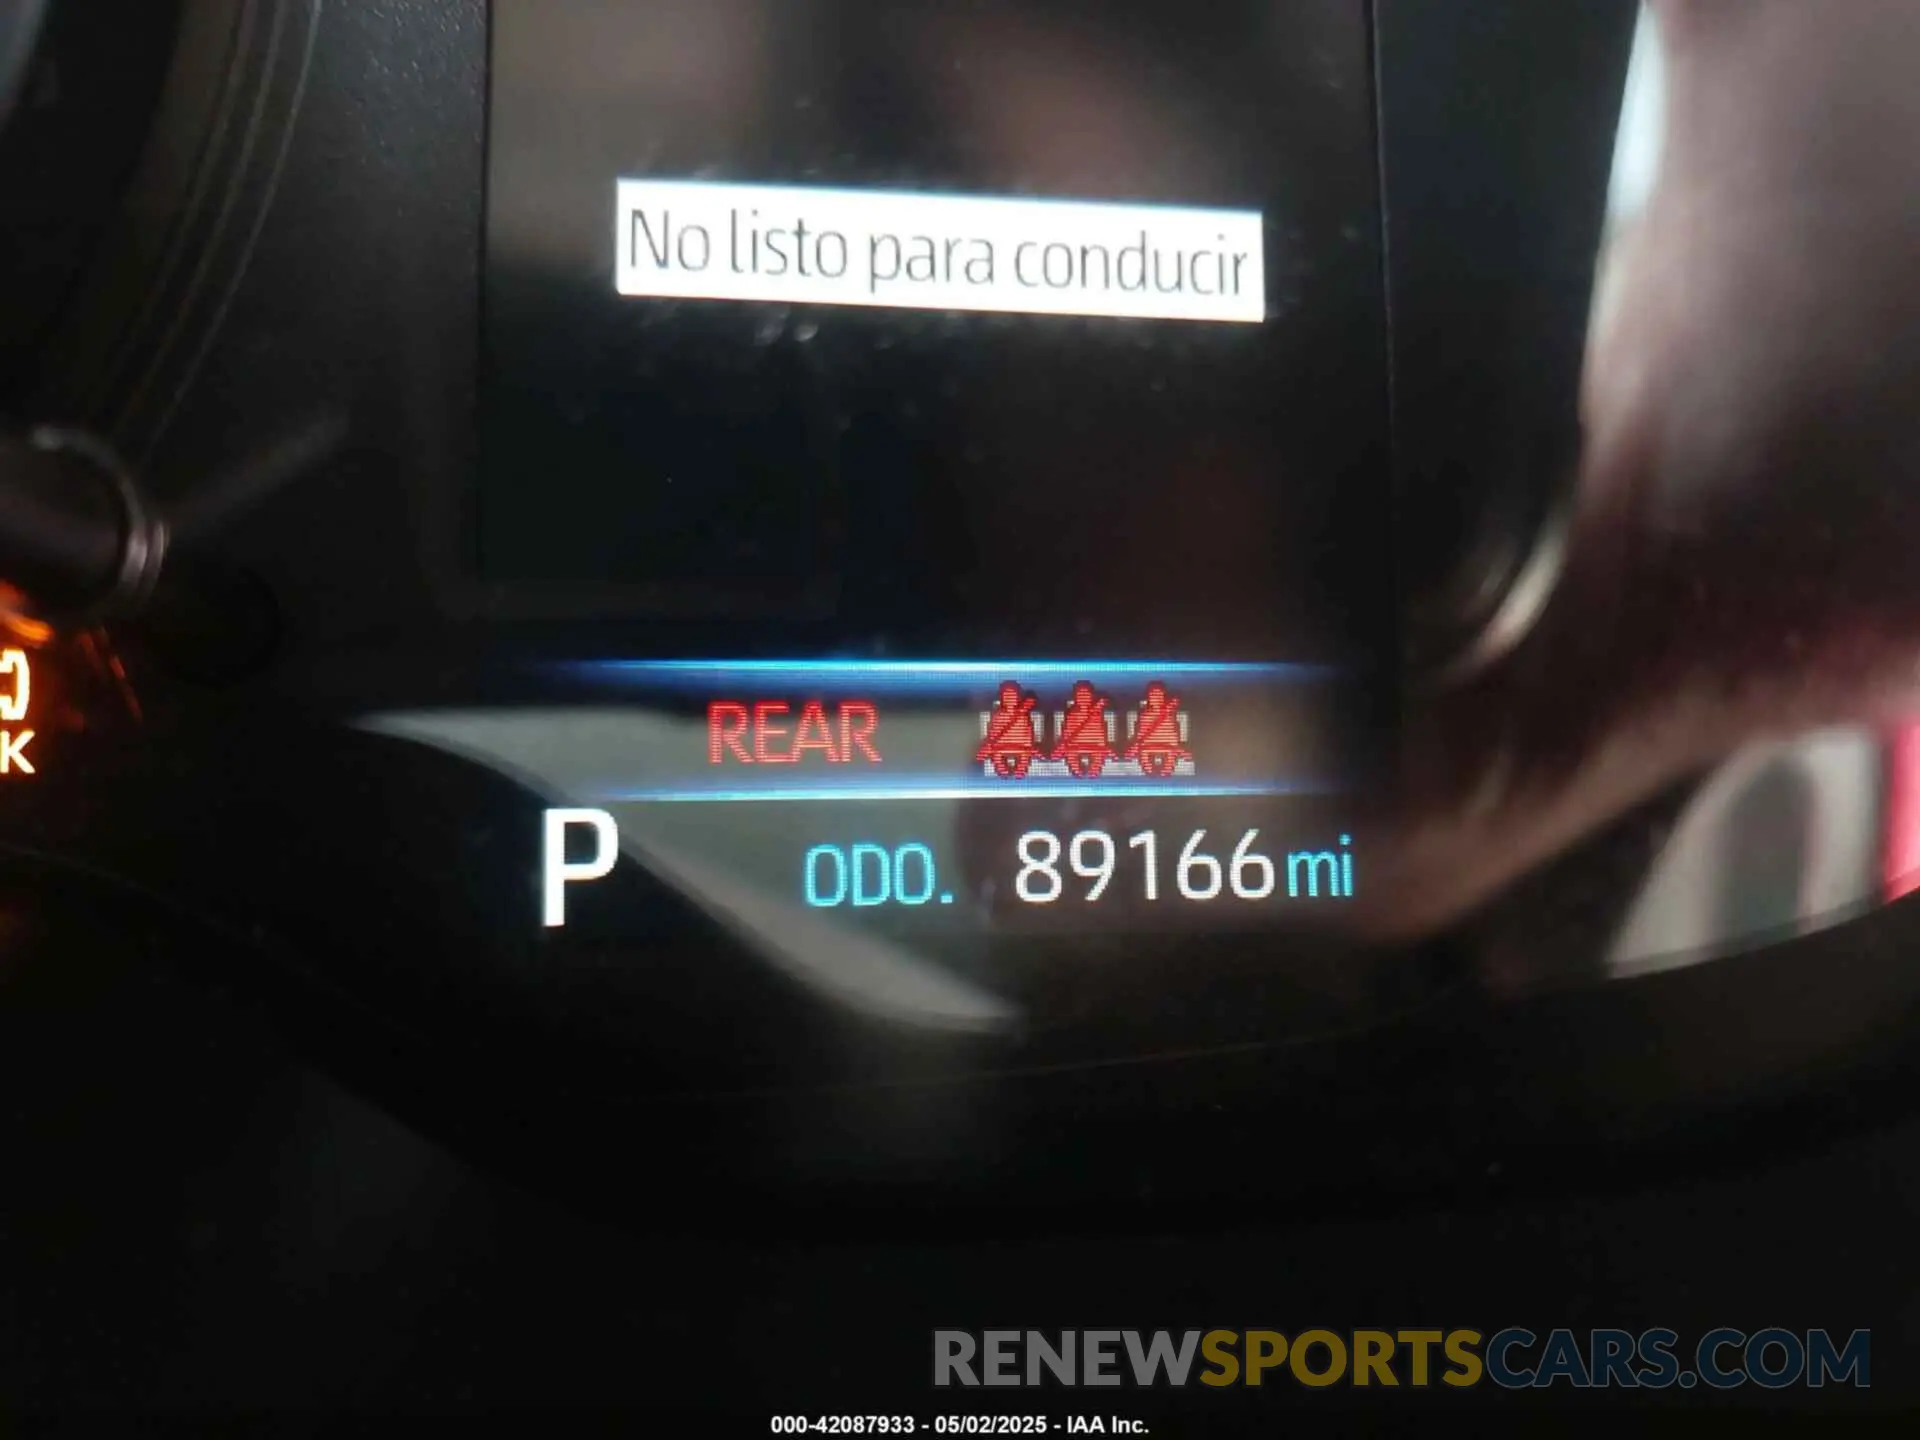 No listo para conducir
REAR
K
P ODO. 89166 mi
RENEWSPORTSCARS.COM
000-42087933 - 05/02/2025 - IAA Inc.